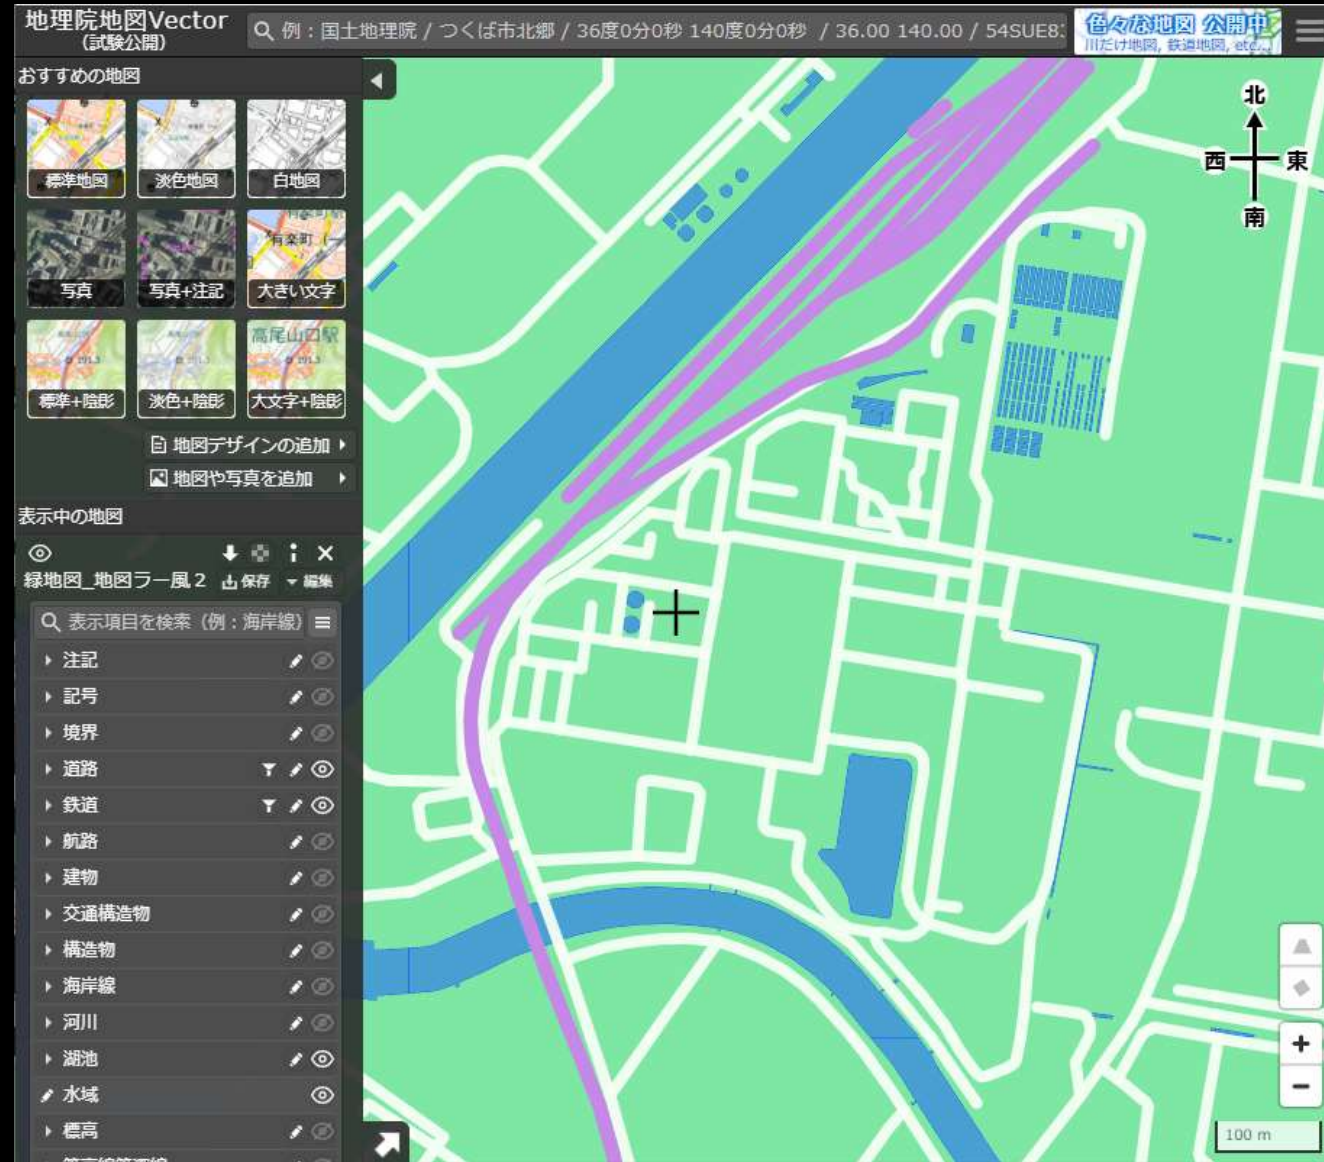 地理院地図Vector
(試験公開)
例：国土地理院 / つくば市北郷 / 36度0分0秒 140度0分0秒 / 36.00 140.00 / 54SUE83
色々な地図 公開中
川だけ地図, 鉄道地図, etc...
おすすめの地図
標準地図 淡色地図 白地図
写真 写真+注記 大きい文字
標準+陰影 淡色+陰影 大文字+陰影
地図デザインの追加
地図や写真を追加
表示中の地図
緑地図_地図ラー風２ 保存 編集
表示項目を検索（例：海岸線）
注記
記号
境界
道路
鉄道
航路
建物
交通構造物
構造物
海岸線
河川
湖池
水域
標高
北
西 東
南
有楽町
高尾山口駅
100 m